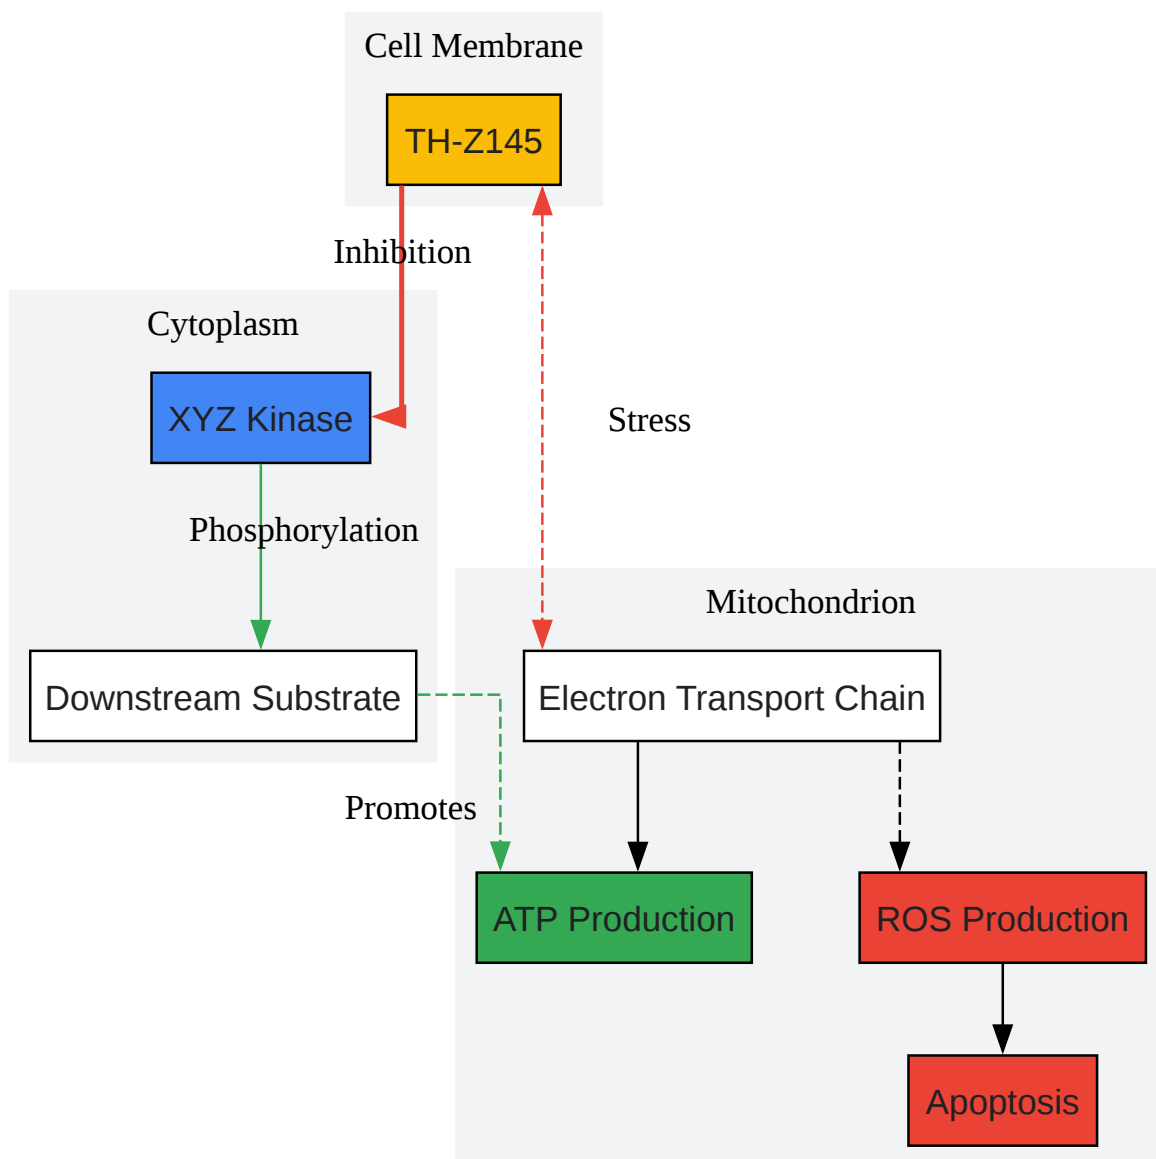 Cell Membrane
TH-Z145
Inhibition
Cytoplasm
XYZ Kinase
Stress
Phosphorylation
Mitochondrion
Downstream Substrate
Electron Transport Chain
Promotes
ATP Production
ROS Production
Apoptosis